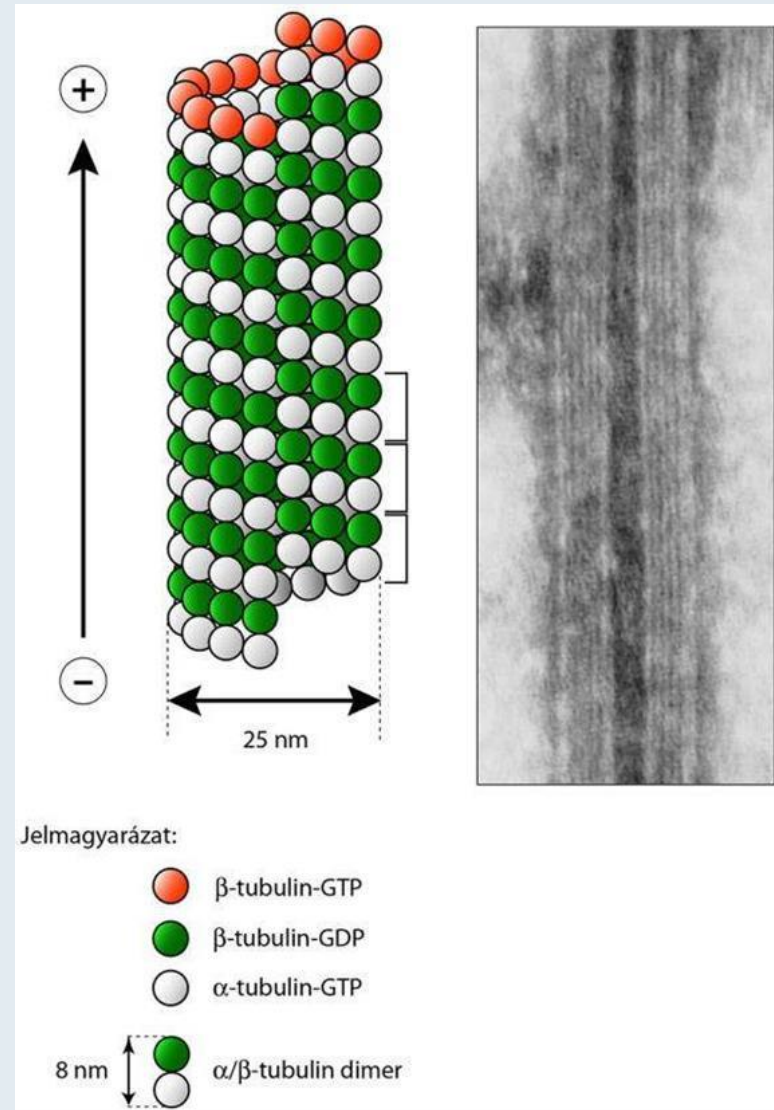 +
−
25 nm
Jelmagyarázat:
β-tubulin-GTP
β-tubulin-GDP
α-tubulin-GTP
8 nm
α/β-tubulin dimer